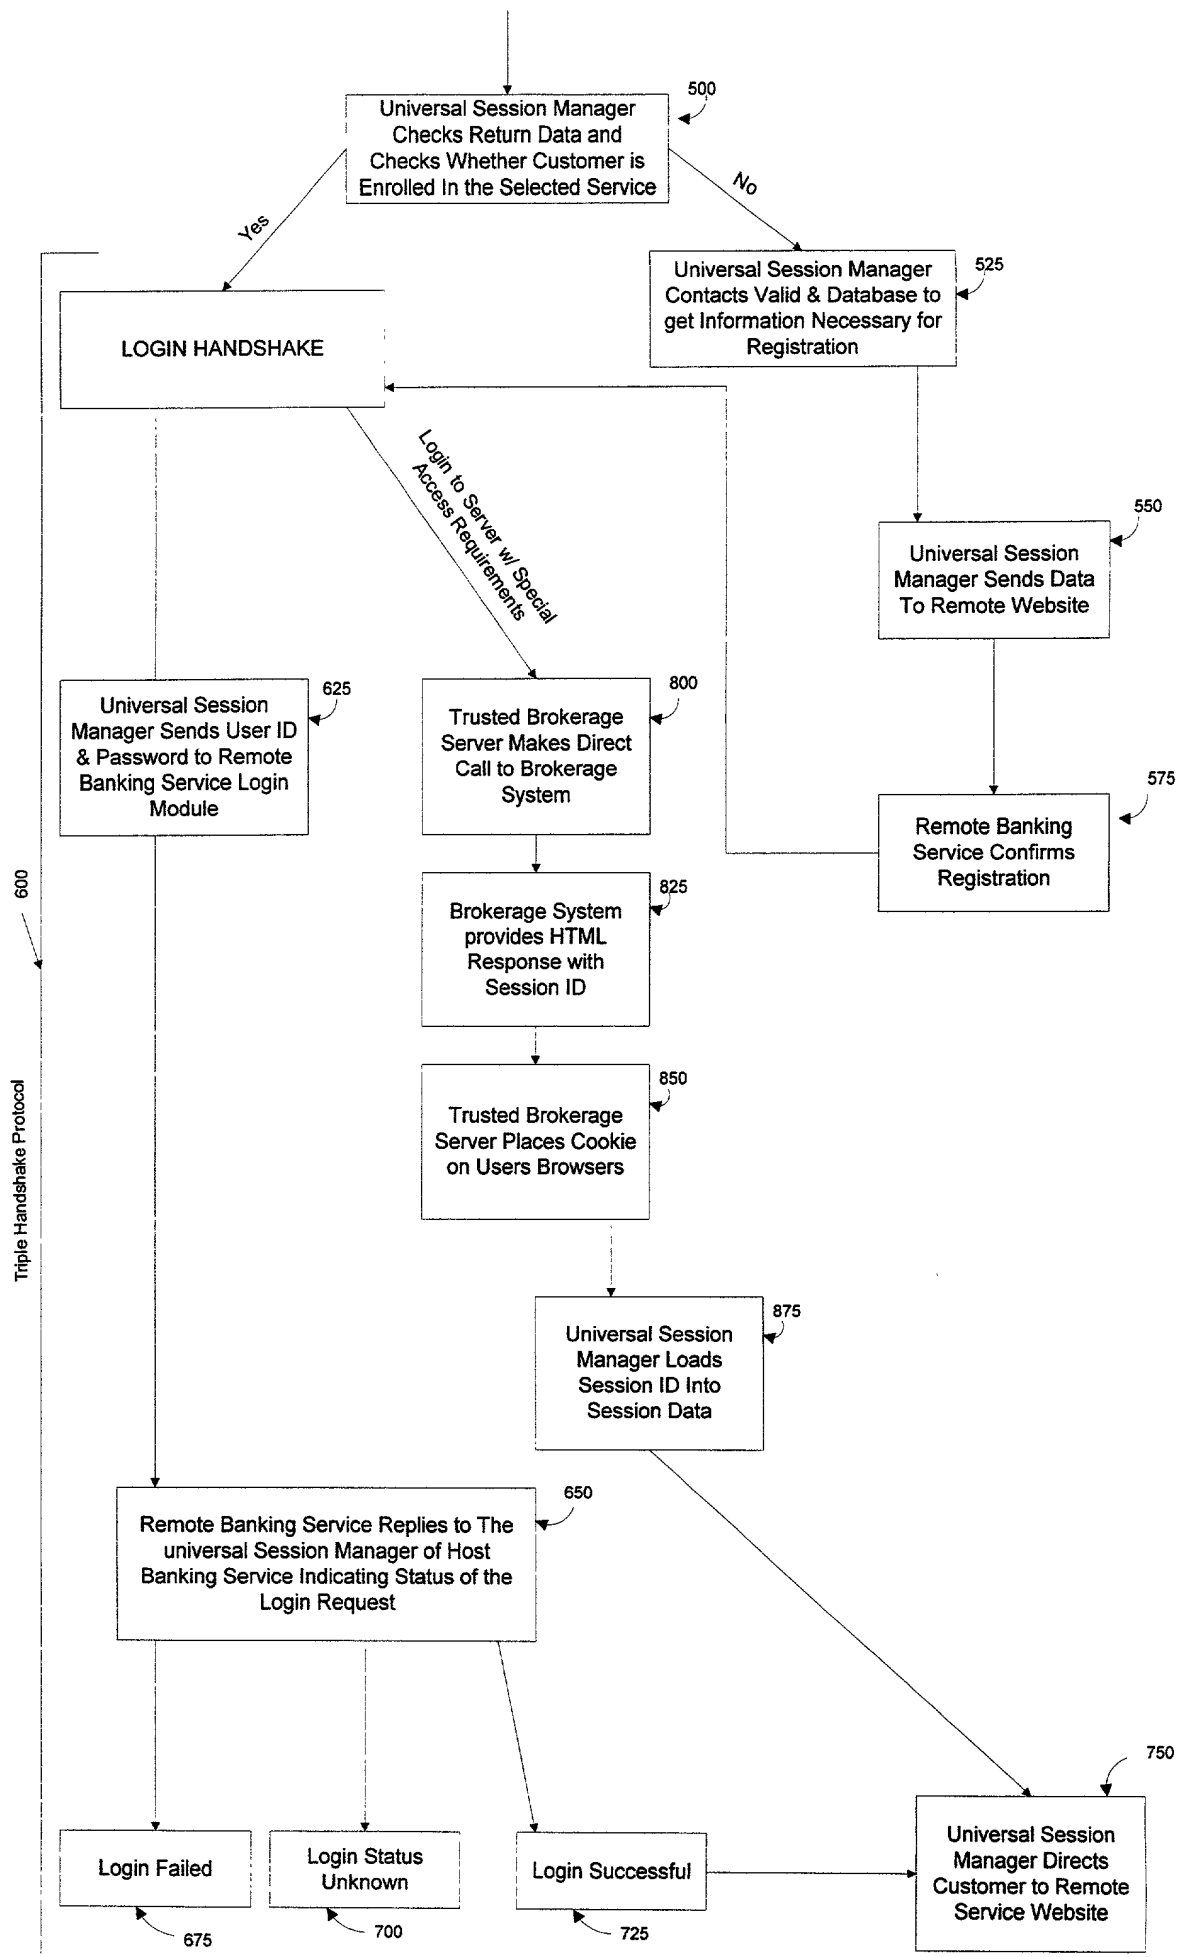 500
Universal Session Manager
Checks Return Data and
Checks Whether Customer is
Enrolled In the Selected Service
Yes
No
525
Universal Session Manager
Contacts Valid & Database to
get Information Necessary for
Registration
LOGIN HANDSHAKE
Login to Server w/ Special
Access Requirements
550
Universal Session
Manager Sends Data
To Remote Website
625
Universal Session
Manager Sends User ID
& Password to Remote
Banking Service Login
Module
800
Trusted Brokerage
Server Makes Direct
Call to Brokerage
System
575
Remote Banking
Service Confirms
Registration
600
Triple Handshake Protocol
825
Brokerage System
provides HTML
Response with
Session ID
850
Trusted Brokerage
Server Places Cookie
on Users Browsers
875
Universal Session
Manager Loads
Session ID Into
Session Data
650
Remote Banking Service Replies to The
universal Session Manager of Host
Banking Service Indicating Status of the
Login Request
Login Failed
675
Login Status
Unknown
700
Login Successful
725
750
Universal Session
Manager Directs
Customer to Remote
Service Website